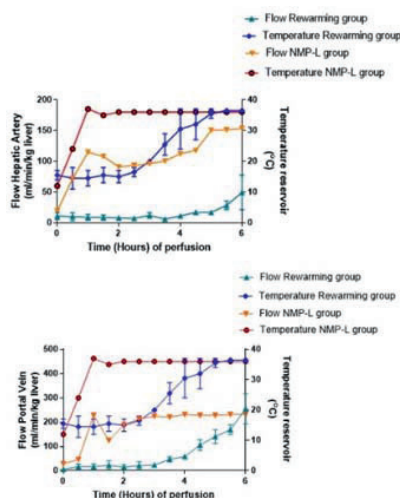 Flow Rewarming group
Temperature Rewarming group
Flow NMP-L group
Temperature NMP-L group
Flow Hepatic Artery
(ml/min/kg liver)
200
150
100
50
0
40
30
20
10
0
Temperature reservoir
(°C)
0 2 4 6
Time (Hours) of perfusion
Flow Rewarming group
Temperature Rewarming group
Flow NMP-L group
Temperature NMP-L group
Flow Portal Vein
(ml/min/kg liver)
500
400
300
200
100
0
40
30
20
10
0
Temperature reservoir
(°C)
0 2 4 6
Time (Hours) of perfusion